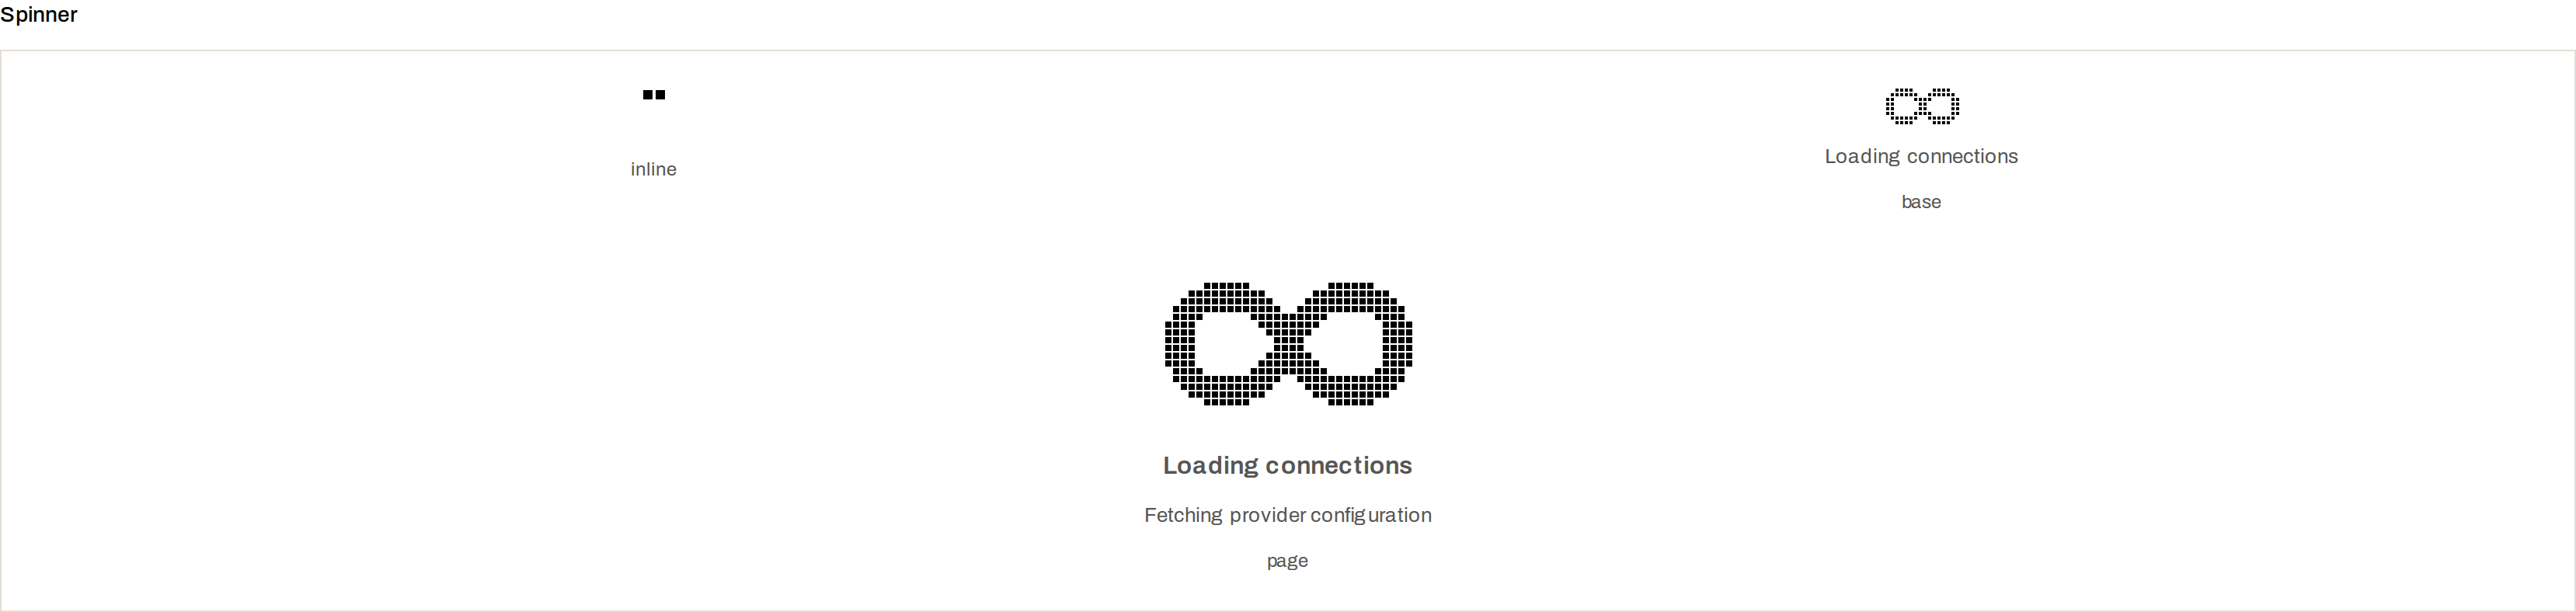 Spinner
inline
Loading connections
base
Loading connections
Fetching provider configuration
page